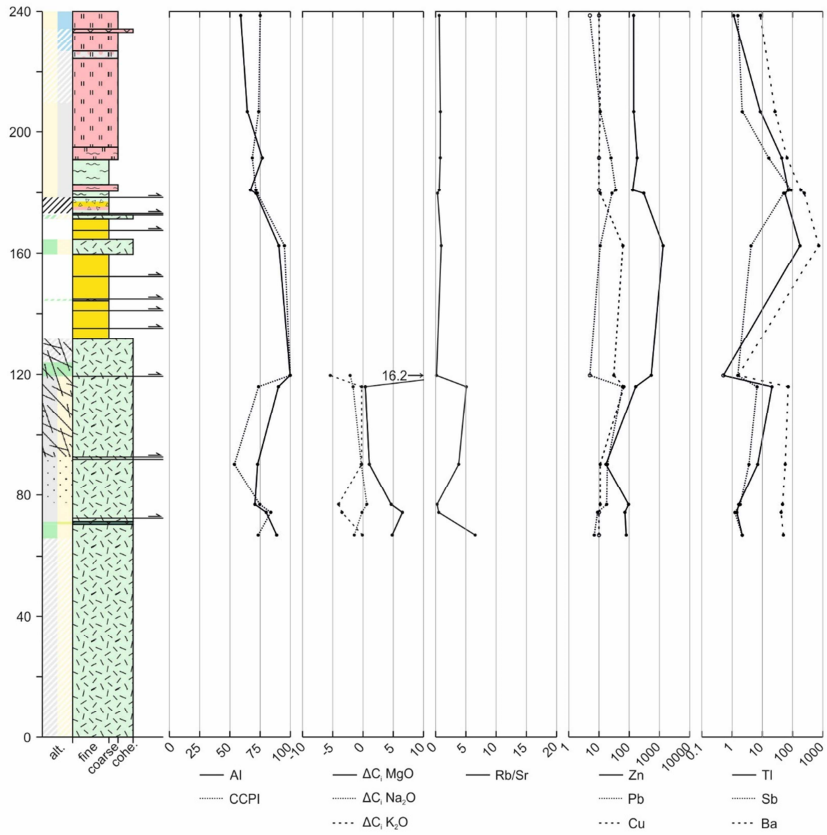 240
200
160
120
80
40
0
16.2
alt.
fine
coarse
cohe.
0
25
50
75
100
-10
-5
0
5
10
0
5
10
15
20
1
10
100
1000
10000
0.1
1
10
100
1000
AI
CCPI
ΔCᵢ MgO
ΔCᵢ Na₂O
ΔCᵢ K₂O
Rb/Sr
Zn
Pb
Cu
Tl
Sb
Ba